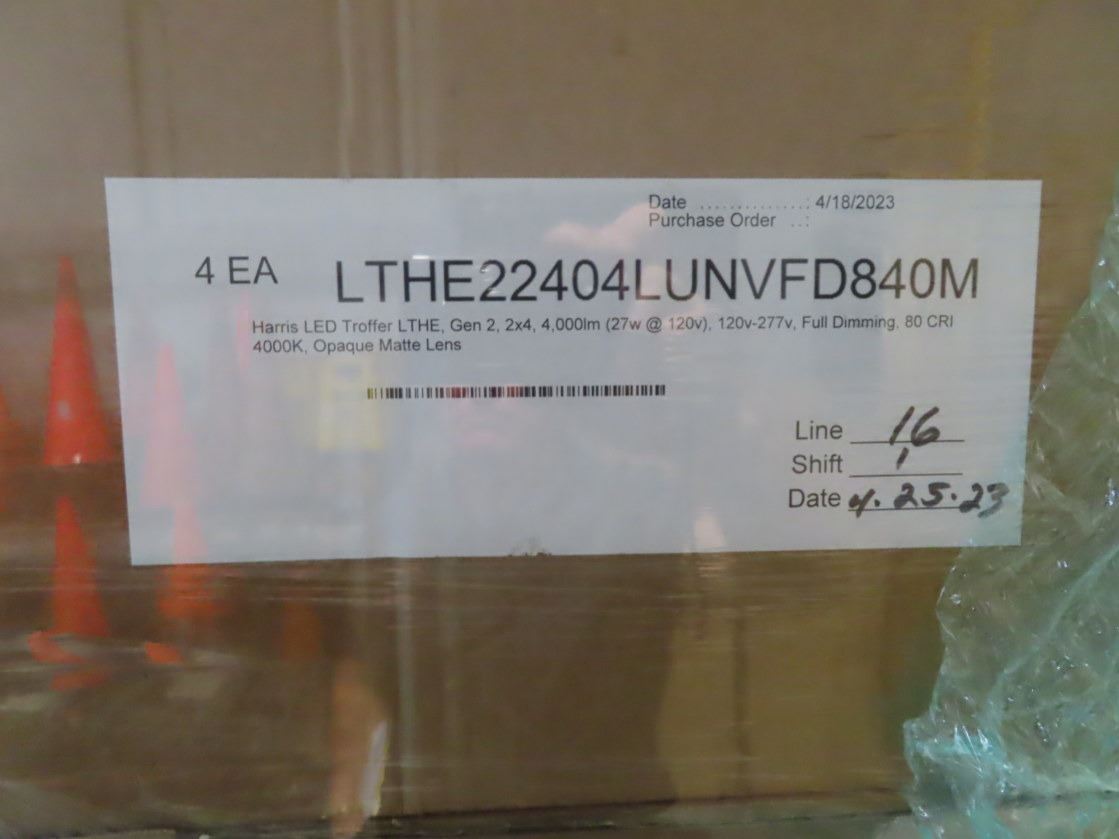 Date ..............: 4/18/2023
Purchase Order ..:
4 EA LTHE22404LUNVFD840M
Harris LED Troffer LTHE, Gen 2, 2x4, 4,000lm (27w @ 120v), 120v-277v, Full Dimming, 80 CRI
4000K, Opaque Matte Lens
Line 16
Shift 1
Date 4.25.23